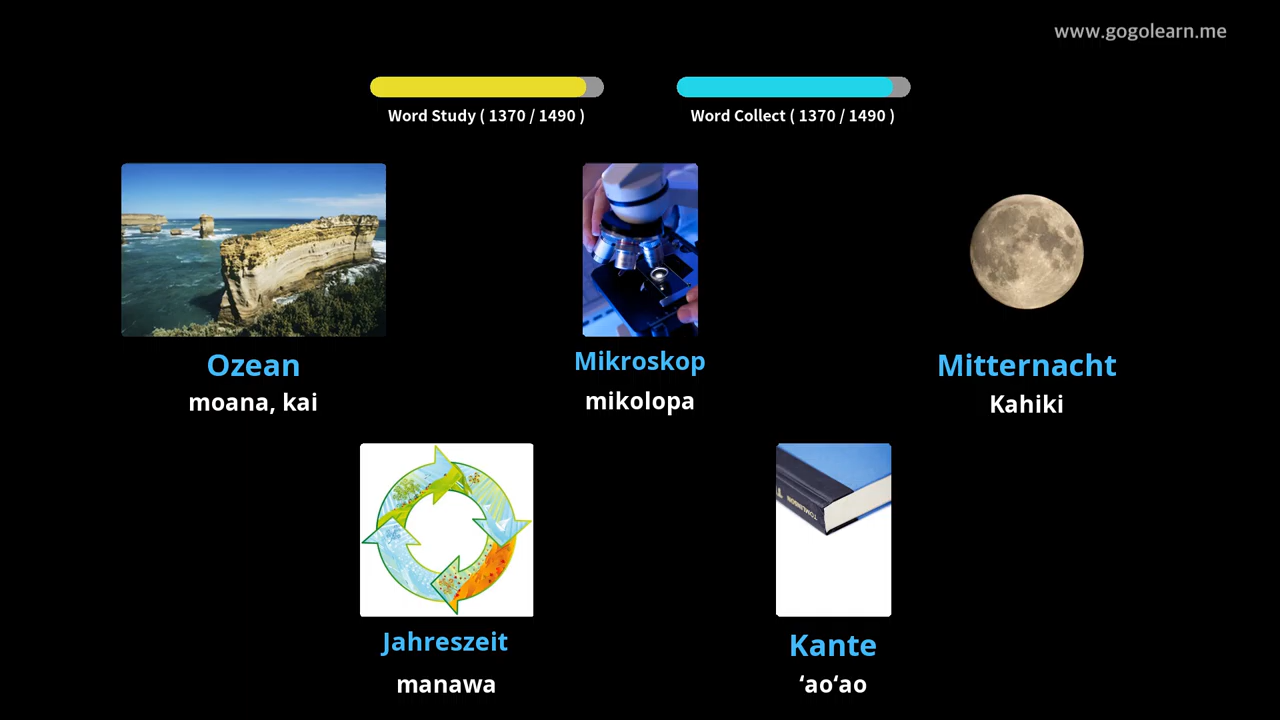 www.gogolearn.me
Word Study ( 1370 / 1490 )
Word Collect ( 1370 / 1490 )
Ozean
moana, kai
Mikroskop
mikolopa
Mitternacht
Kahiki
Jahreszeit
manawa
Kante
ʻaoʻao
TOMLINSON